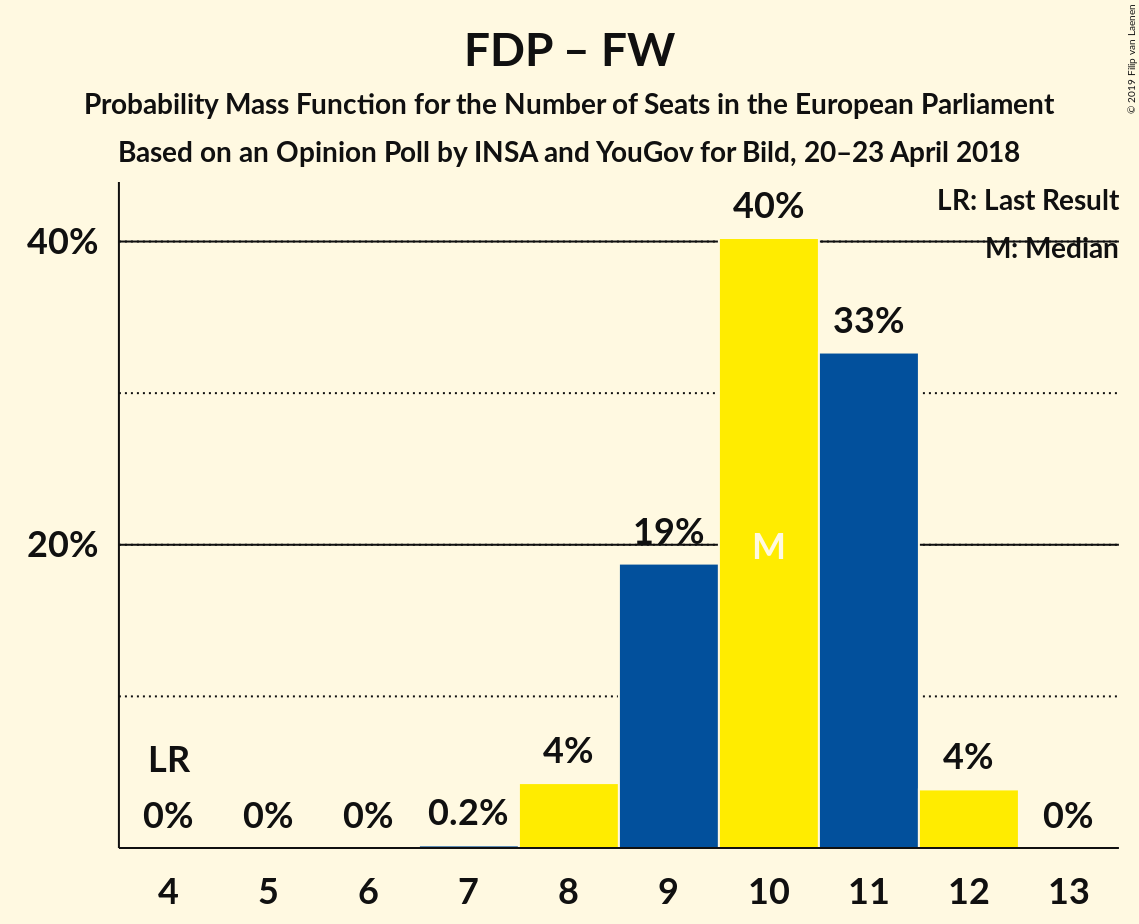 FDP – FW
Probability Mass Function for the Number of Seats in the European Parliament
Based on an Opinion Poll by INSA and YouGov for Bild, 20–23 April 2018
© 2019 Filip van Laenen
LR: Last Result
M: Median
40%
20%
LR
0%
0%
0%
0.2%
4%
19%
40%
M
33%
4%
0%
4 5 6 7 8 9 10 11 12 13